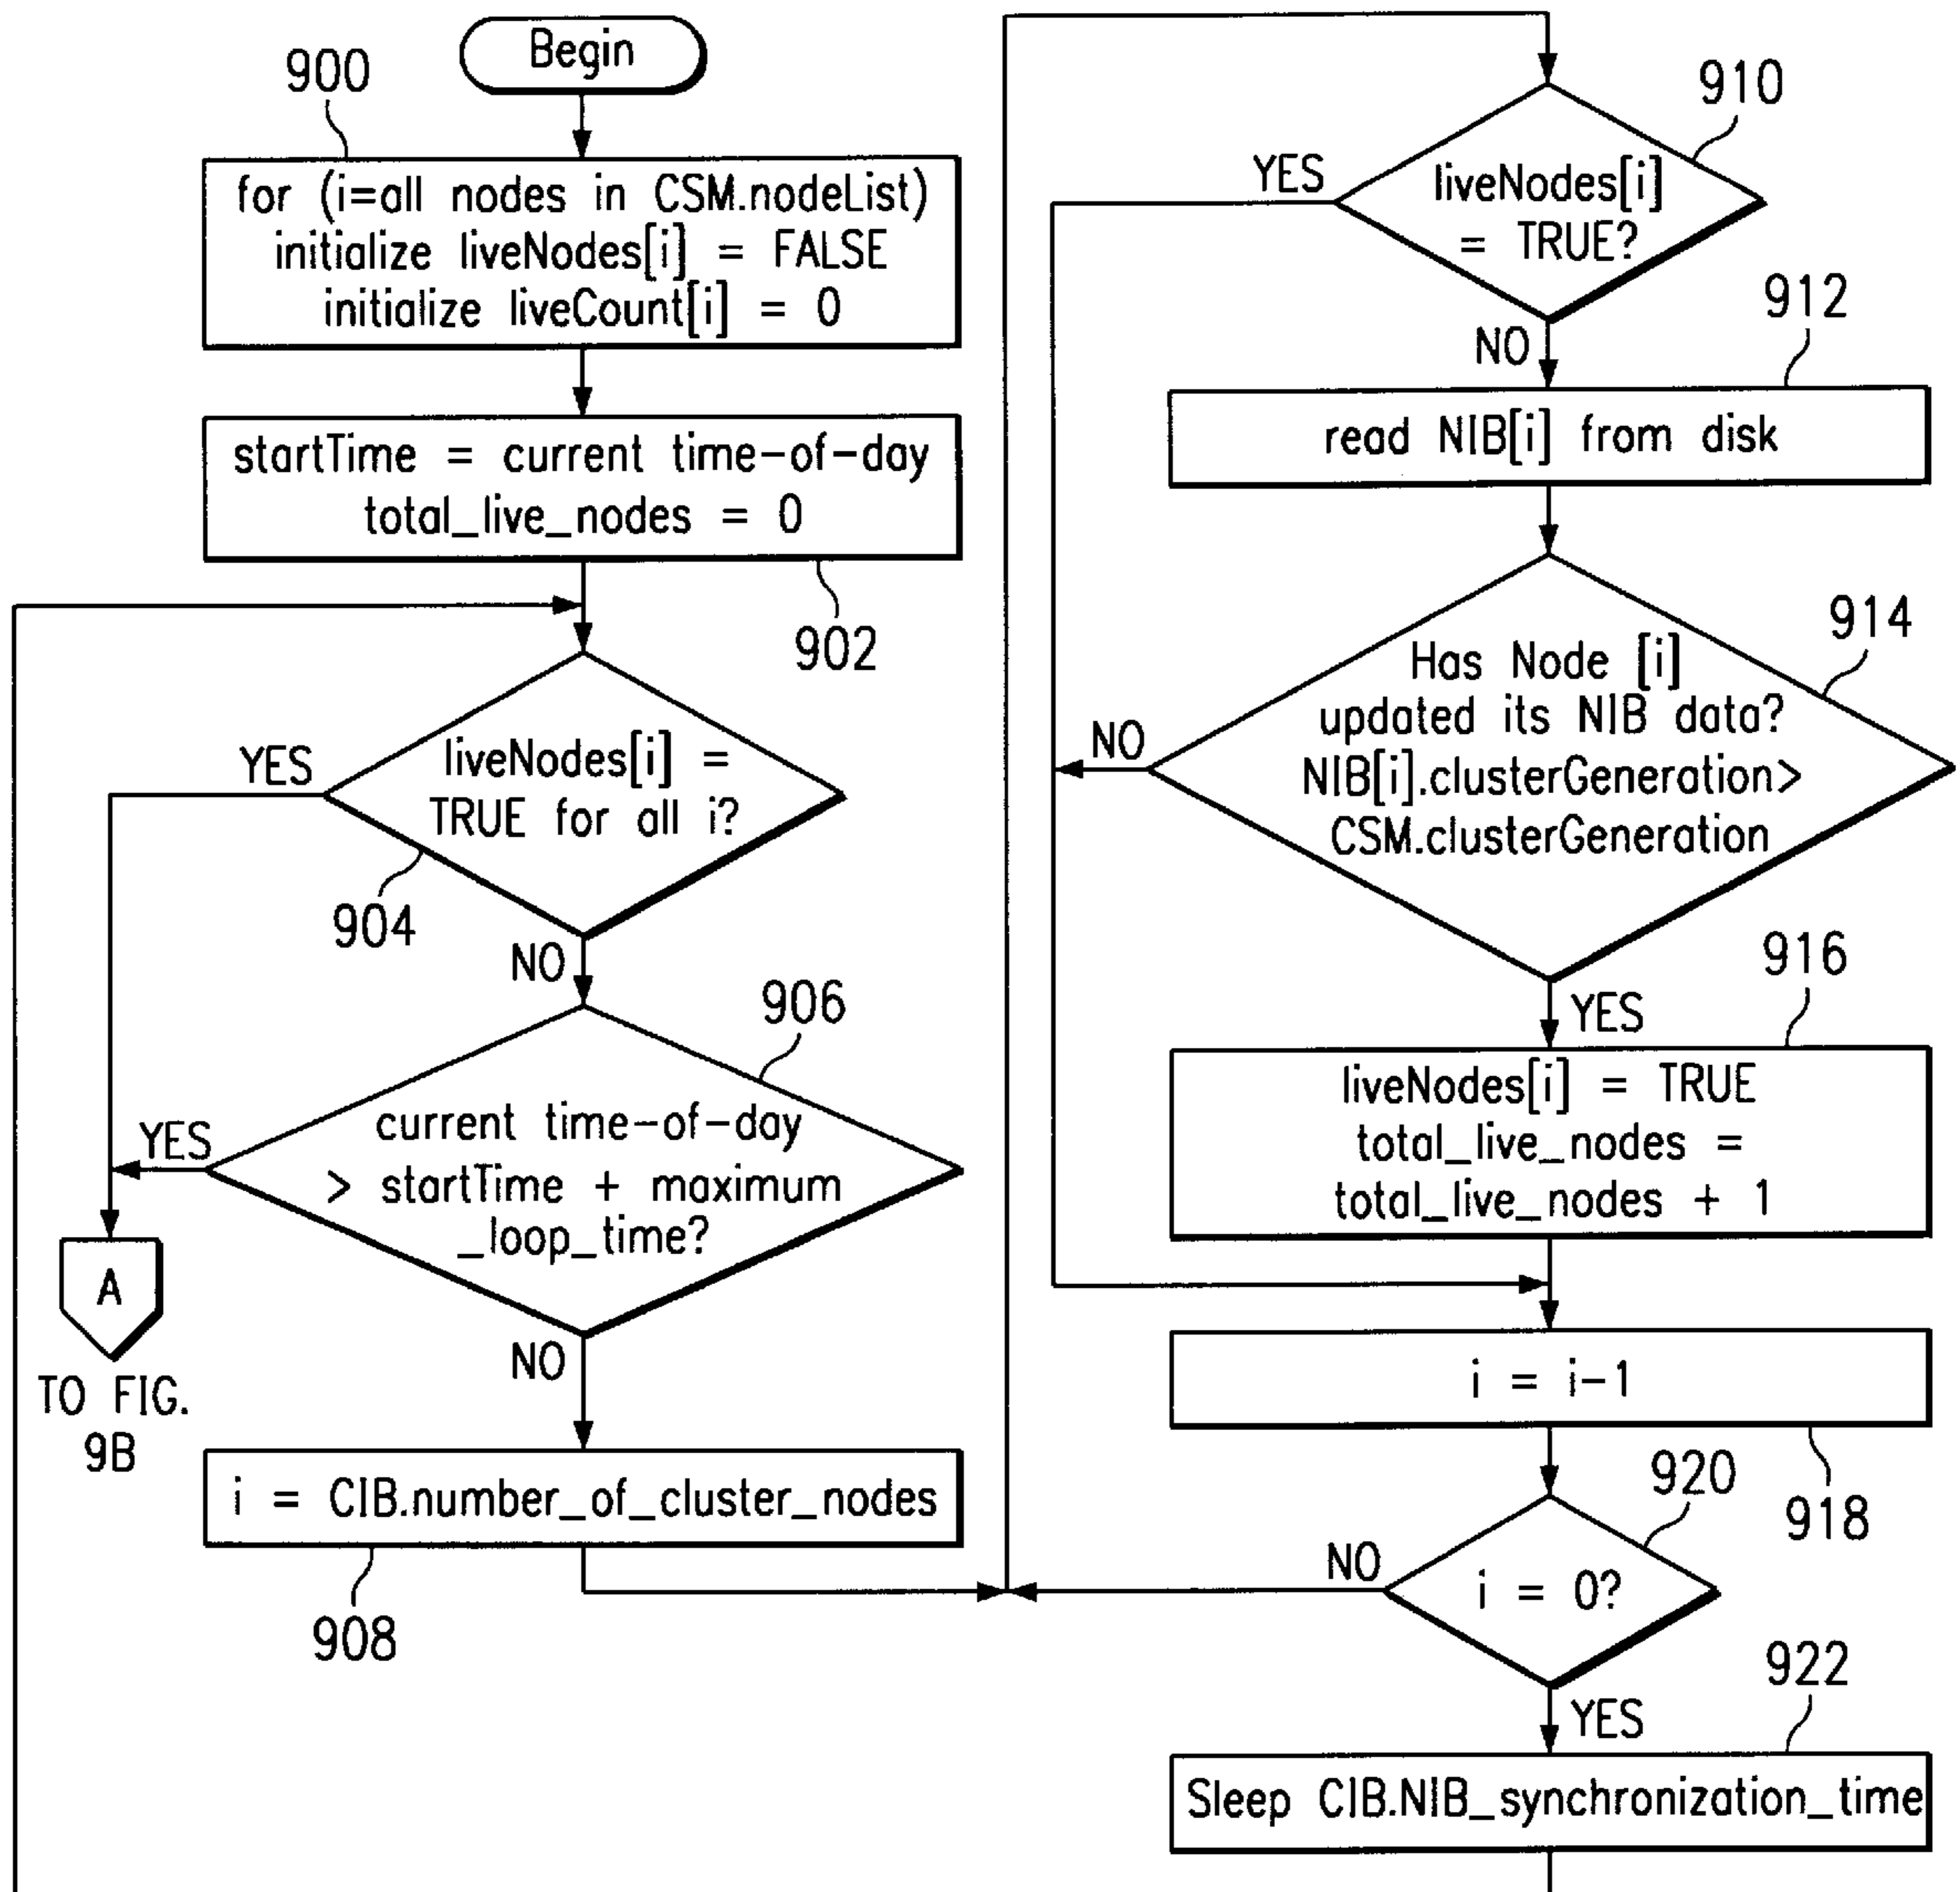 Begin
900
for (i=all nodes in CSM.nodeList)
initialize liveNodes[i] = FALSE
initialize liveCount[i] = 0
startTime = current time-of-day
total_live_nodes = 0
902
YES
liveNodes[i] =
TRUE for all i?
904
NO
906
YES
current time-of-day
> startTime + maximum
_loop_time?
A
TO FIG.
9B
NO
i = CIB.number_of_cluster_nodes
908
910
YES
liveNodes[i]
= TRUE?
NO
912
read NIB[i] from disk
914
Has Node [i]
updated its NIB data?
NIB[i].clusterGeneration>
CSM.clusterGeneration
NO
YES
916
liveNodes[i] = TRUE
total_live_nodes =
total_live_nodes + 1
i = i-1
918
920
NO
i = 0?
YES
922
Sleep CIB.NIB_synchronization_time